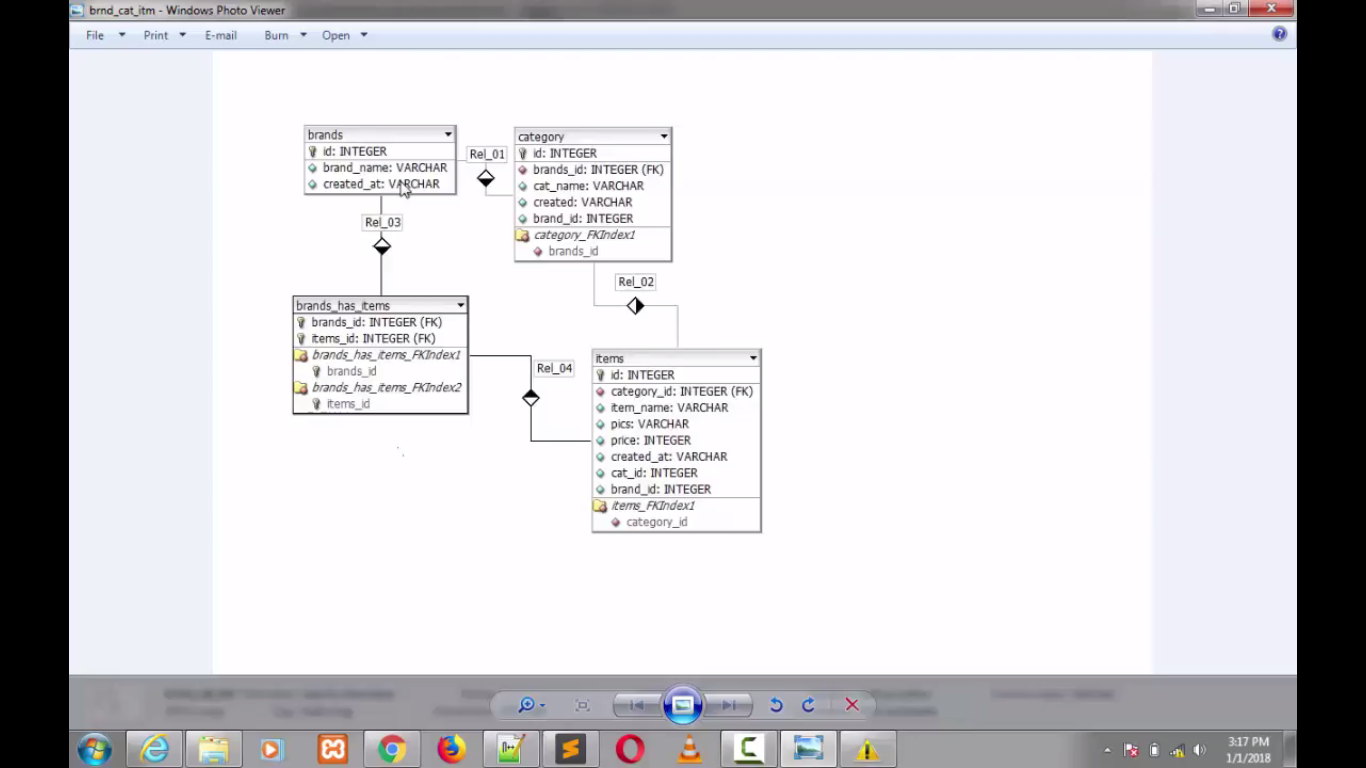 brnd_cat_itm - Windows Photo Viewer
File Print E-mail Burn Open
brands
id: INTEGER
brand_name: VARCHAR
created_at: VARCHAR
Rel_01
category
id: INTEGER
brands_id: INTEGER (FK)
cat_name: VARCHAR
created: VARCHAR
brand_id: INTEGER
category_FKIndex1
brands_id
Rel_03
Rel_02
brands_has_items
brands_id: INTEGER (FK)
items_id: INTEGER (FK)
brands_has_items_FKIndex1
brands_id
brands_has_items_FKIndex2
items_id
Rel_04
items
id: INTEGER
category_id: INTEGER (FK)
item_name: VARCHAR
pics: VARCHAR
price: INTEGER
created_at: VARCHAR
cat_id: INTEGER
brand_id: INTEGER
items_FKIndex1
category_id
3:17 PM
1/1/2018